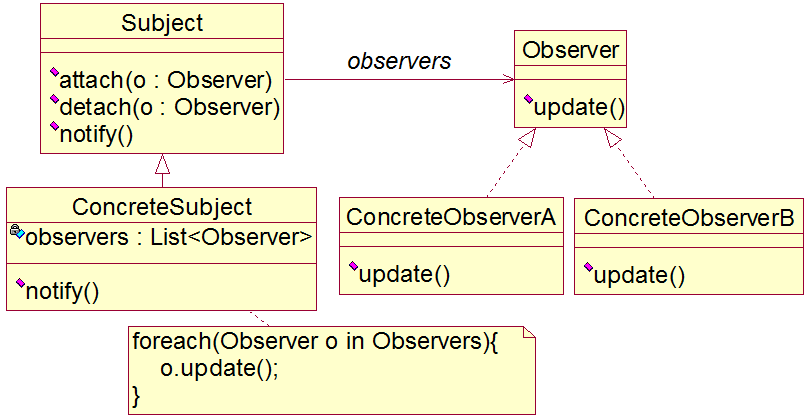 Subject
attach(o : Observer)
detach(o : Observer)
notify()
observers
Observer
update()
ConcreteSubject
observers : List<Observer>
notify()
ConcreteObserverA
update()
ConcreteObserverB
update()
foreach(Observer o in Observers){
o.update();
}